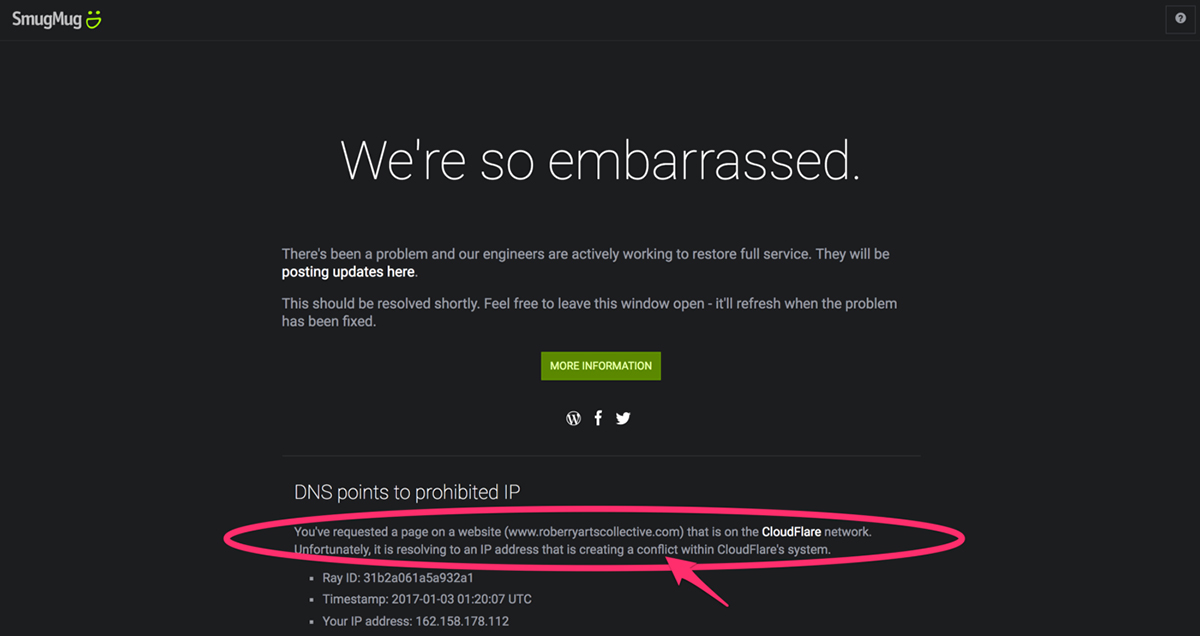 SmugMug
We're so embarrassed.
There's been a problem and our engineers are actively working to restore full service. They will be
posting updates here.
This should be resolved shortly. Feel free to leave this window open - it'll refresh when the problem
has been fixed.
MORE INFORMATION
DNS points to prohibited IP
You've requested a page on a website (www.roberryartscollective.com) that is on the CloudFlare network.
Unfortunately, it is resolving to an IP address that is creating a conflict within CloudFlare's system.
▪ Ray ID: 31b2a061a5a932a1
▪ Timestamp: 2017-01-03 01:20:07 UTC
▪ Your IP address: 162.158.178.112